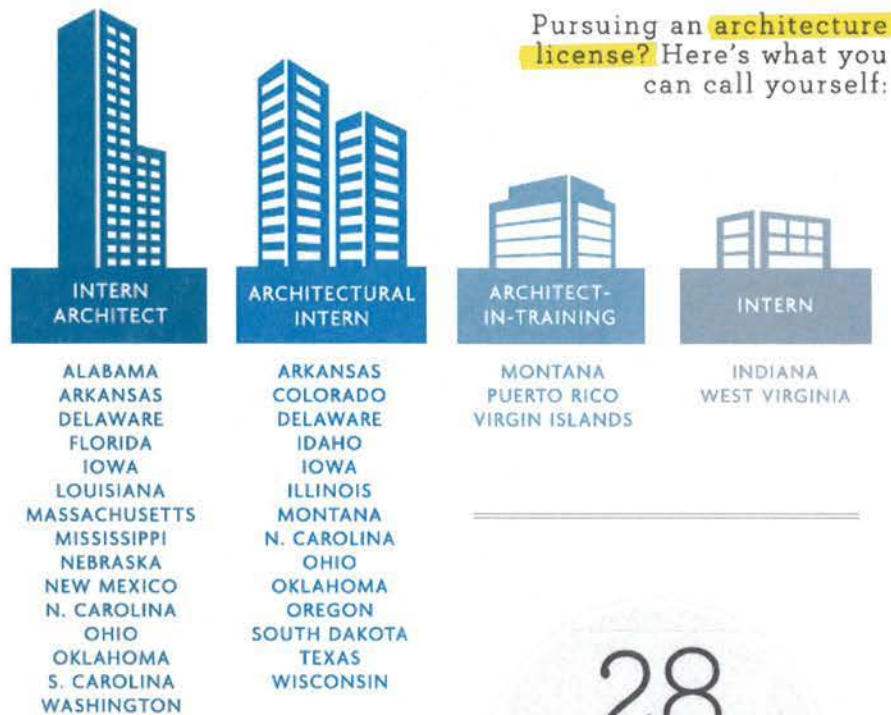 Pursuing an architecture
license? Here's what you
can call yourself:
INTERN
ARCHITECT
ALABAMA
ARKANSAS
DELAWARE
FLORIDA
IOWA
LOUISIANA
MASSACHUSETTS
MISSISSIPPI
NEBRASKA
NEW MEXICO
N. CAROLINA
OHIO
OKLAHOMA
S. CAROLINA
WASHINGTON
ARCHITECTURAL
INTERN
ARKANSAS
COLORADO
DELAWARE
IDAHO
IOWA
ILLINOIS
MONTANA
N. CAROLINA
OHIO
OKLAHOMA
OREGON
SOUTH DAKOTA
TEXAS
WISCONSIN
ARCHITECT-
IN-TRAINING
MONTANA
PUERTO RICO
VIRGIN ISLANDS
INTERN
INDIANA
WEST VIRGINIA
28